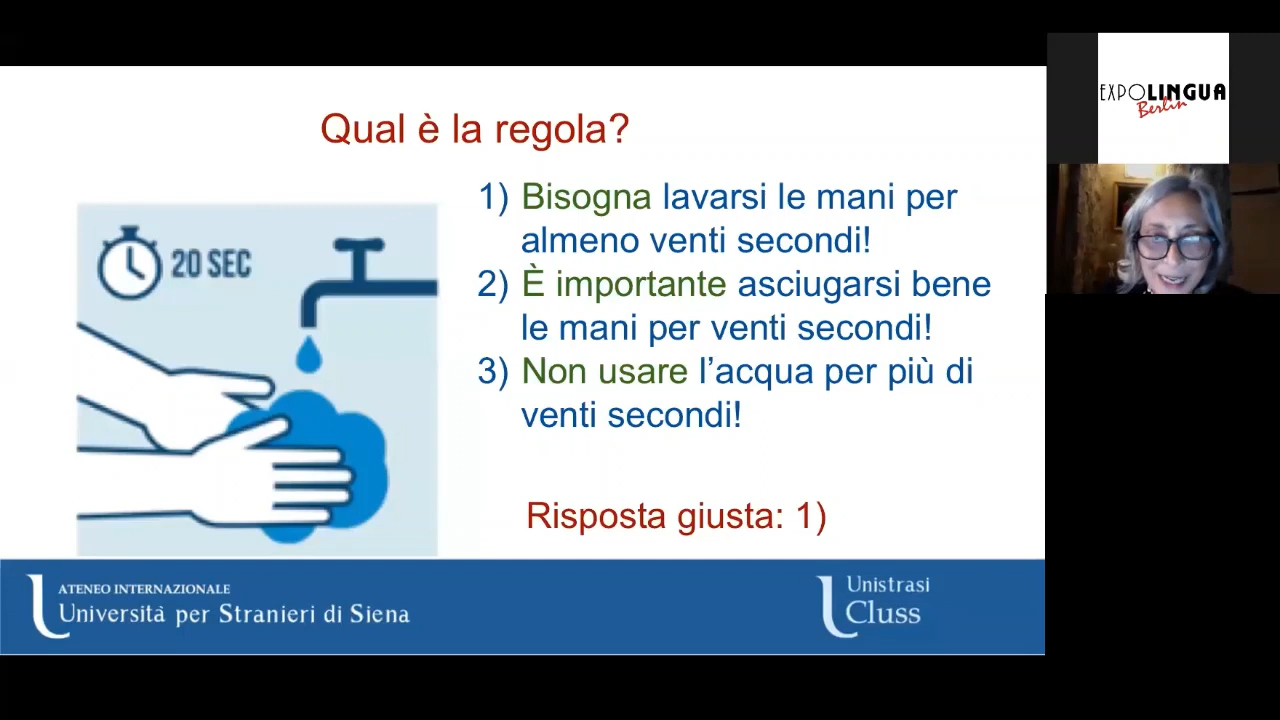 Qual è la regola?
1) Bisogna lavarsi le mani per
almeno venti secondi!
2) È importante asciugarsi bene
le mani per venti secondi!
3) Non usare l’acqua per più di
venti secondi!
Risposta giusta: 1)
20 SEC
ATENEO INTERNAZIONALE
Università per Stranieri di Siena
Unistrasi
Cluss
EXPOLINGUA
Berlin